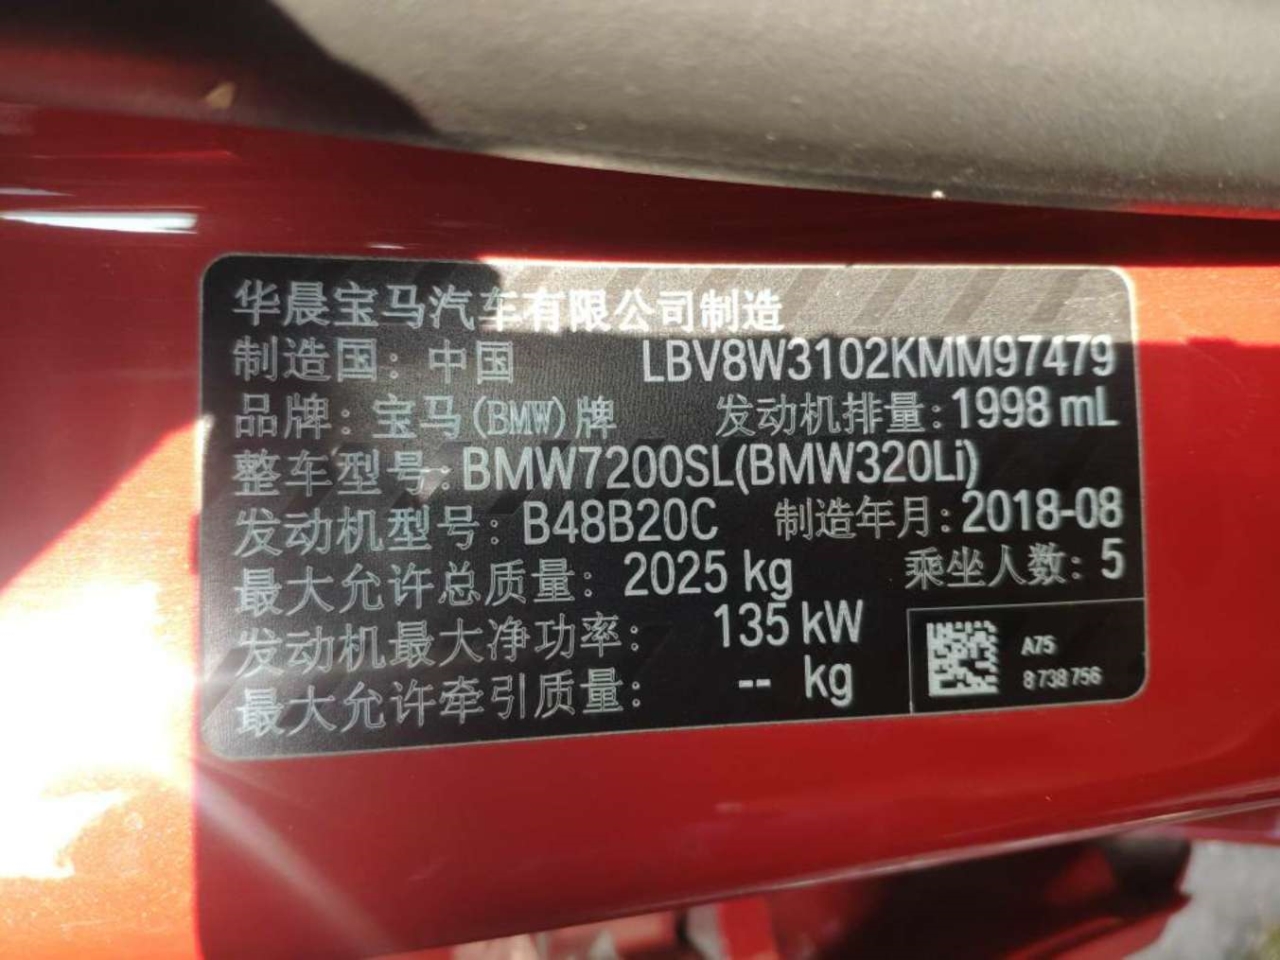 华晨宝马汽车有限公司制造
制造国: 中国 LBV8W3102KMM97479
品牌: 宝马(BMW)牌 发动机排量: 1998 mL
整车型号: BMW7200SL(BMW320Li)
发动机型号: B48B20C 制造年月: 2018-08
最大允许总质量: 2025 kg 乘坐人数: 5
发动机最大净功率: 135 kW
最大允许牵引质量: -- kg
A75
8 738 756